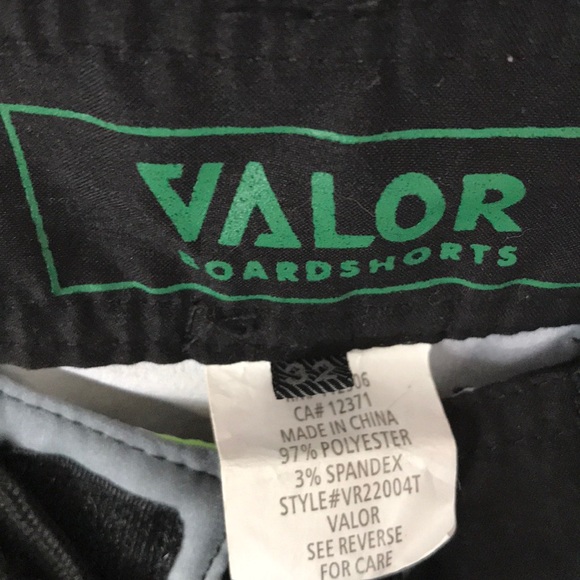 VALOR
BOARDSHORTS
CA# 12371
MADE IN CHINA
97% POLYESTER
3% SPANDEX
STYLE#VR22004T
VALOR
SEE REVERSE
FOR CARE